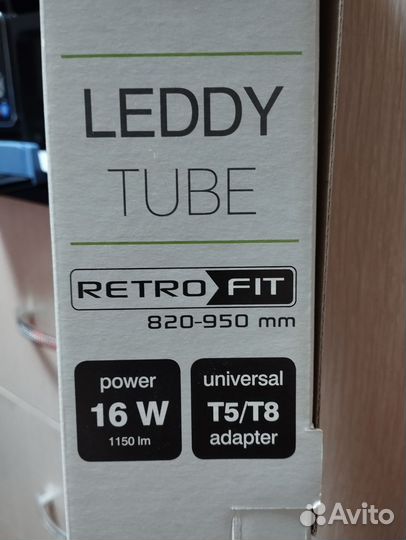 LEDDY
TUBE
RETRO FIT
820-950 mm
power
16 W
1150 lm
universal
T5/T8
adapter
Avito